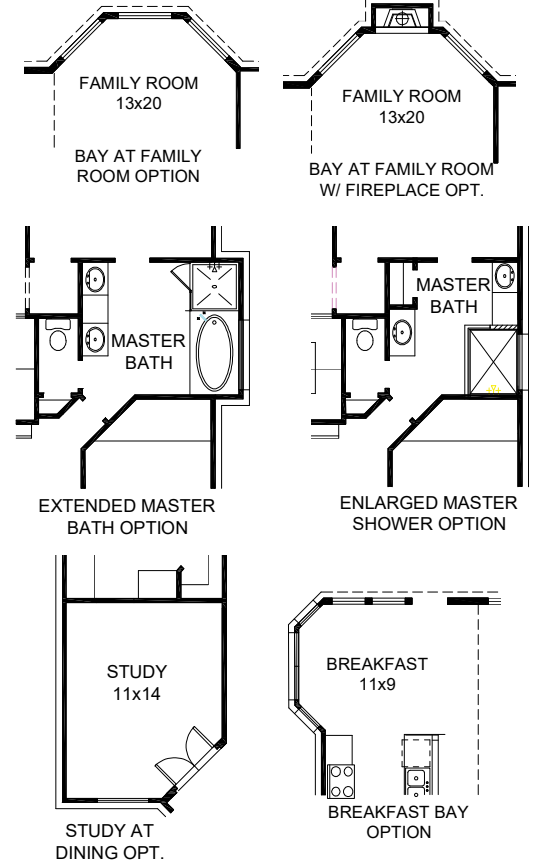 FAMILY ROOM
13x20
BAY AT FAMILY
ROOM OPTION
FAMILY ROOM
13x20
BAY AT FAMILY ROOM
W/ FIREPLACE OPT.
MASTER
BATH
EXTENDED MASTER
BATH OPTION
MASTER
BATH
ENLARGED MASTER
SHOWER OPTION
STUDY
11x14
STUDY AT
DINING OPT.
BREAKFAST
11x9
BREAKFAST BAY
OPTION